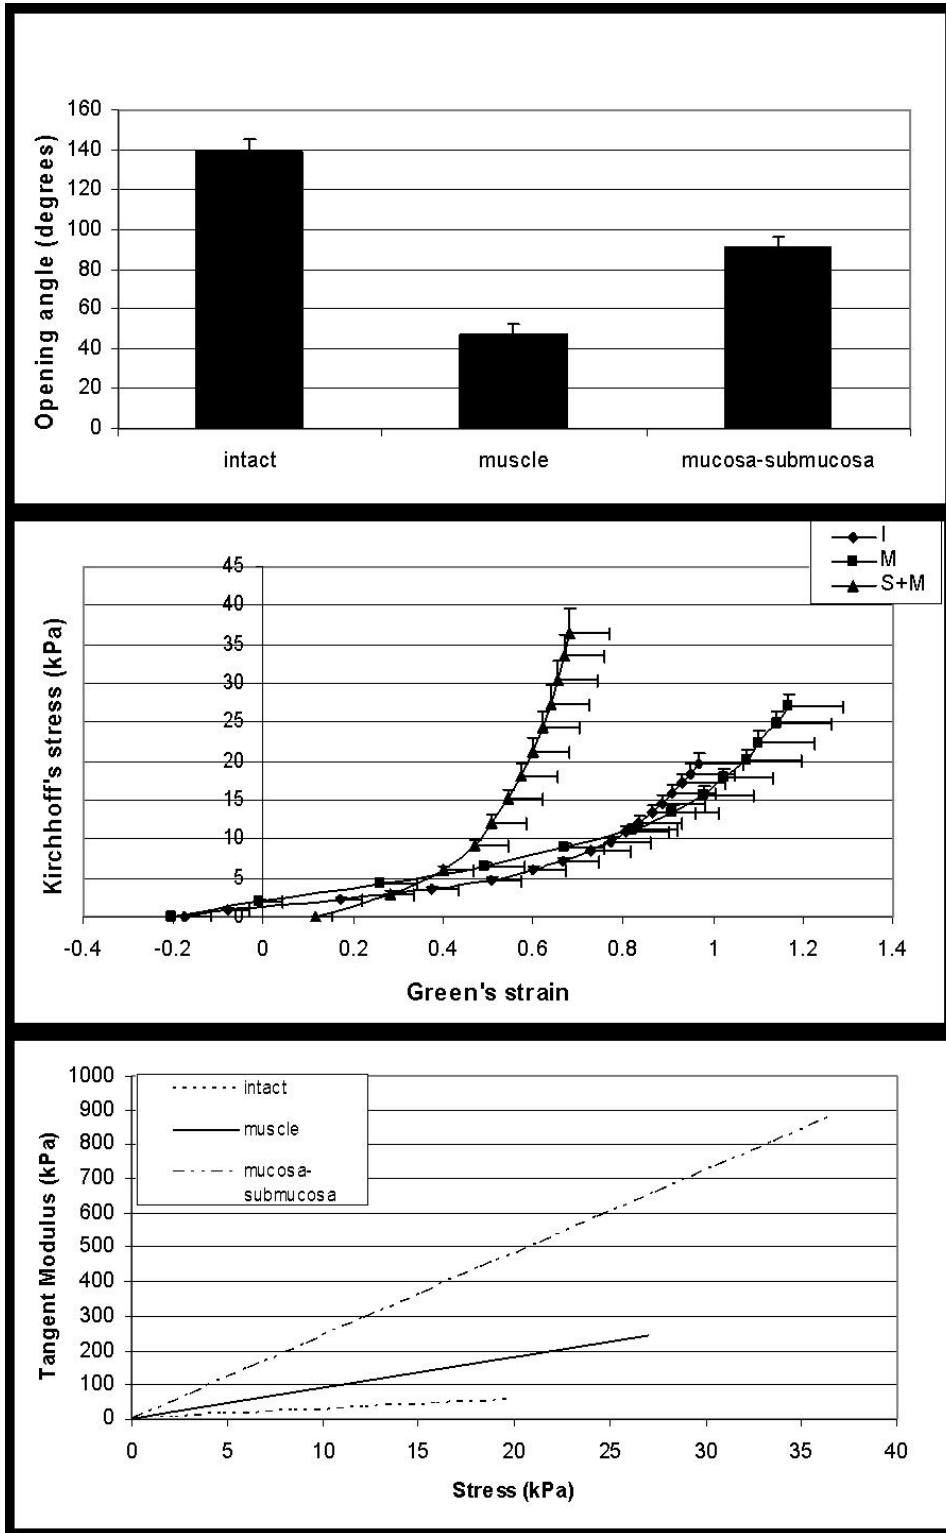 Opening angle (degrees)
160
140
120
100
80
60
40
20
0
intact muscle mucosa-submucosa
I
M
S+M
Kirchhoff's stress (kPa)
45
40
35
30
25
20
15
10
5
0
-0.4 -0.2 0 0.2 0.4 0.6 0.8 1 1.2 1.4
Green's strain
Tangent Modulus (kPa)
1000
900
800
700
600
500
400
300
200
100
0
intact
muscle
mucosa-
submucosa
0 5 10 15 20 25 30 35 40
Stress (kPa)